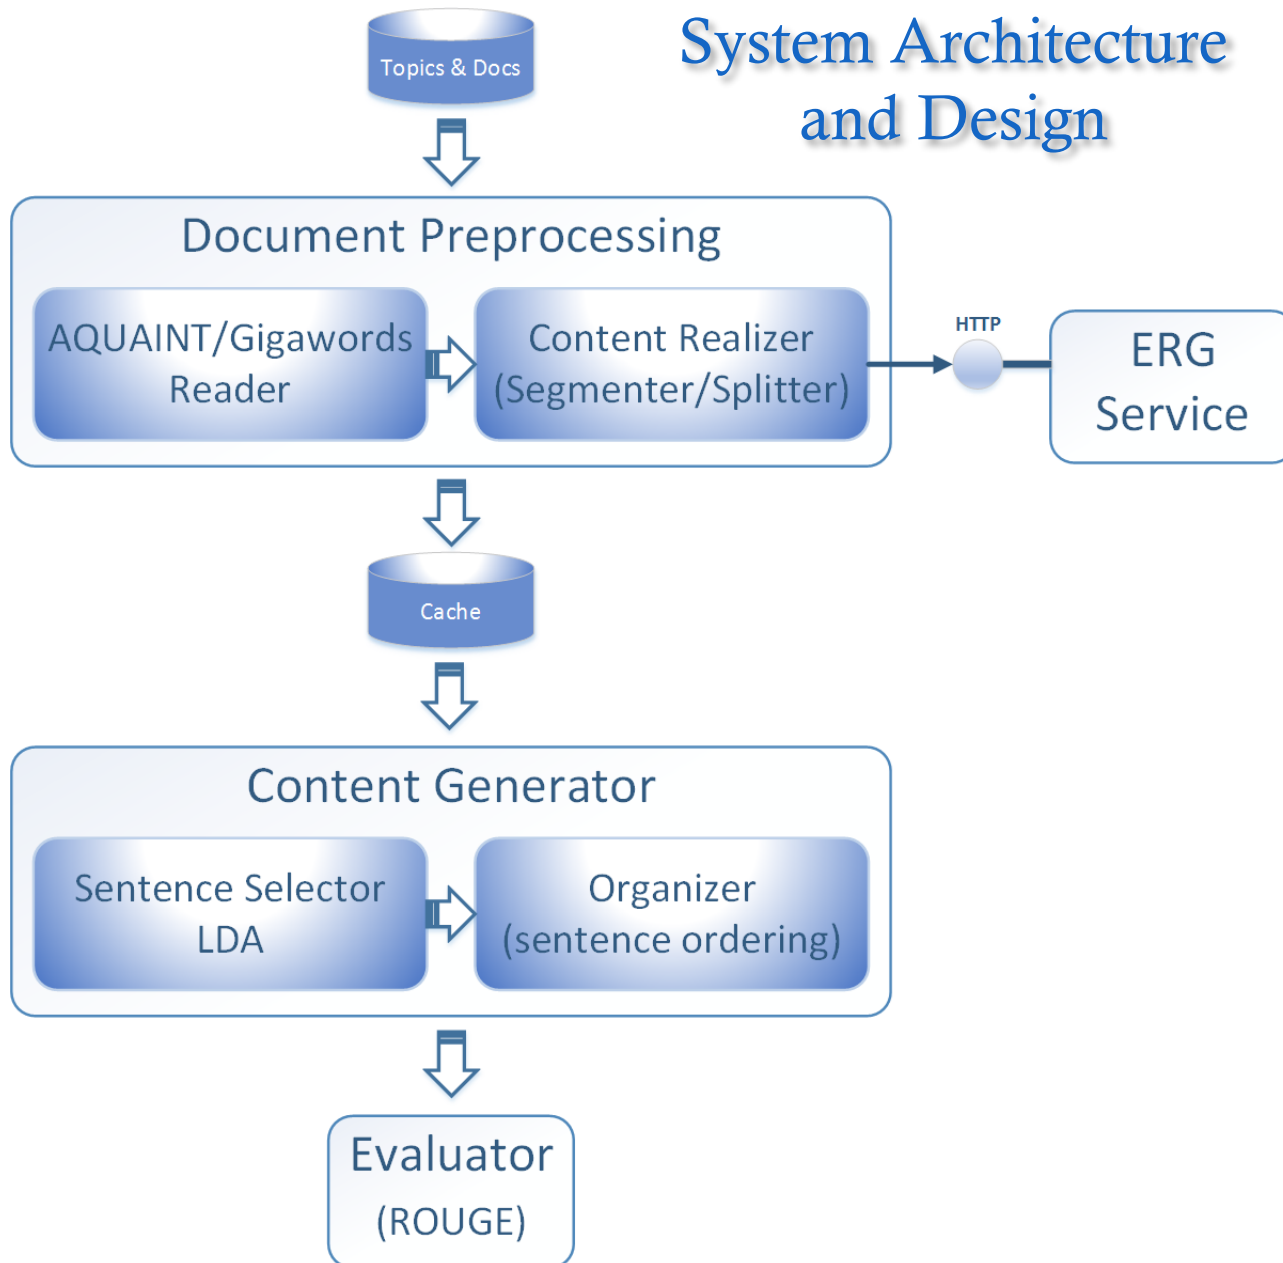 System Architecture
and Design
Topics & Docs
Document Preprocessing
AQUAINT/Gigawords
Reader
Content Realizer
(Segmenter/Splitter)
HTTP
ERG
Service
Cache
Content Generator
Sentence Selector
LDA
Organizer
(sentence ordering)
Evaluator
(ROUGE)